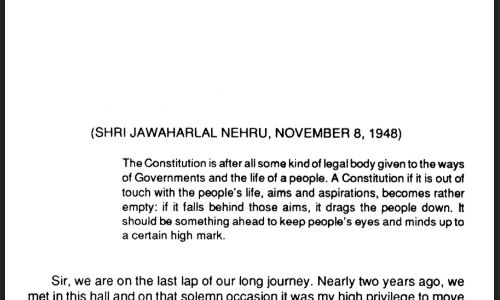 (SHRI JAWAHARLAL NEHRU, NOVEMBER 8, 1948)
The Constitution is after all some kind of legal body given to the ways
of Governments and the life of a people. A Constitution if it is out of
touch with the people's life, aims and aspirations, becomes rather
empty: if it falls behind those aims, it drags the people down. It
should be something ahead to keep people's eyes and minds up to
a certain high mark.
Sir, we are on the last lap of our long journey. Nearly two years ago, we
met in this hall and on that solemn occasion it was my high privilege to move